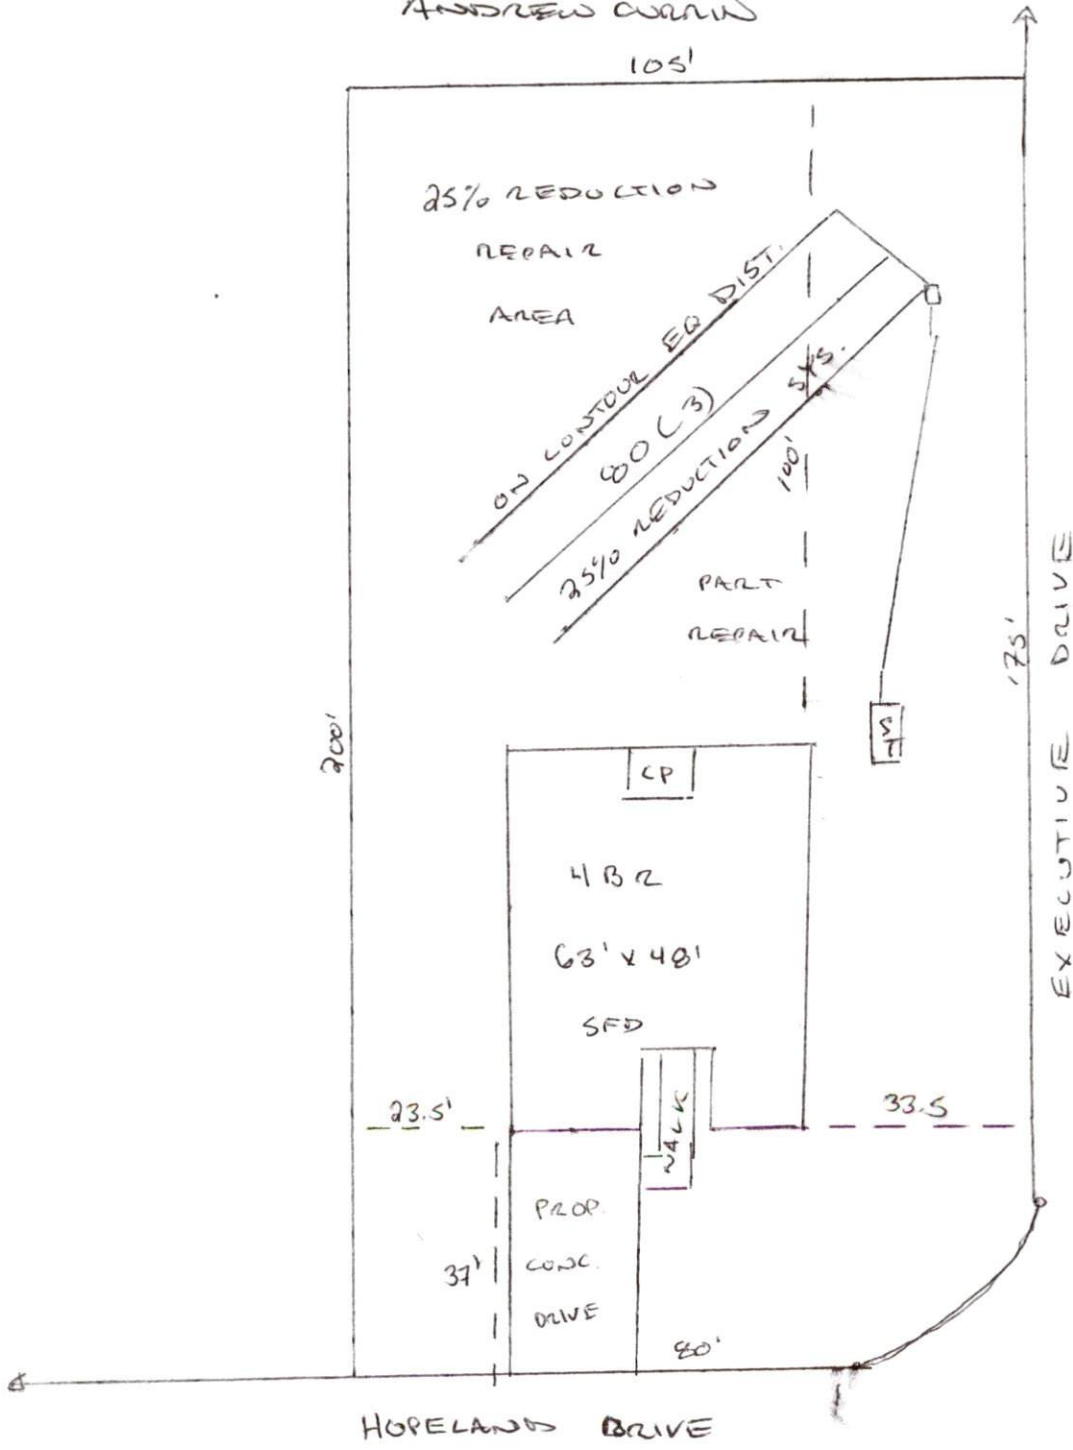 ANDREW CURRIN
105'
25% REDUCTION
REPAIR
AREA
ON CONTOUR EQ DIST.
80 (3)
25% REDUCTION SYS.
100'
PART
REPAIR
175'
EXECUTIVE DRIVE
200'
ST
CP
4 BR
63' x 48'
SFD
WALK
23.5'
33.5
37'
PROP.
CONC.
DRIVE
80'
HOPELAND DRIVE